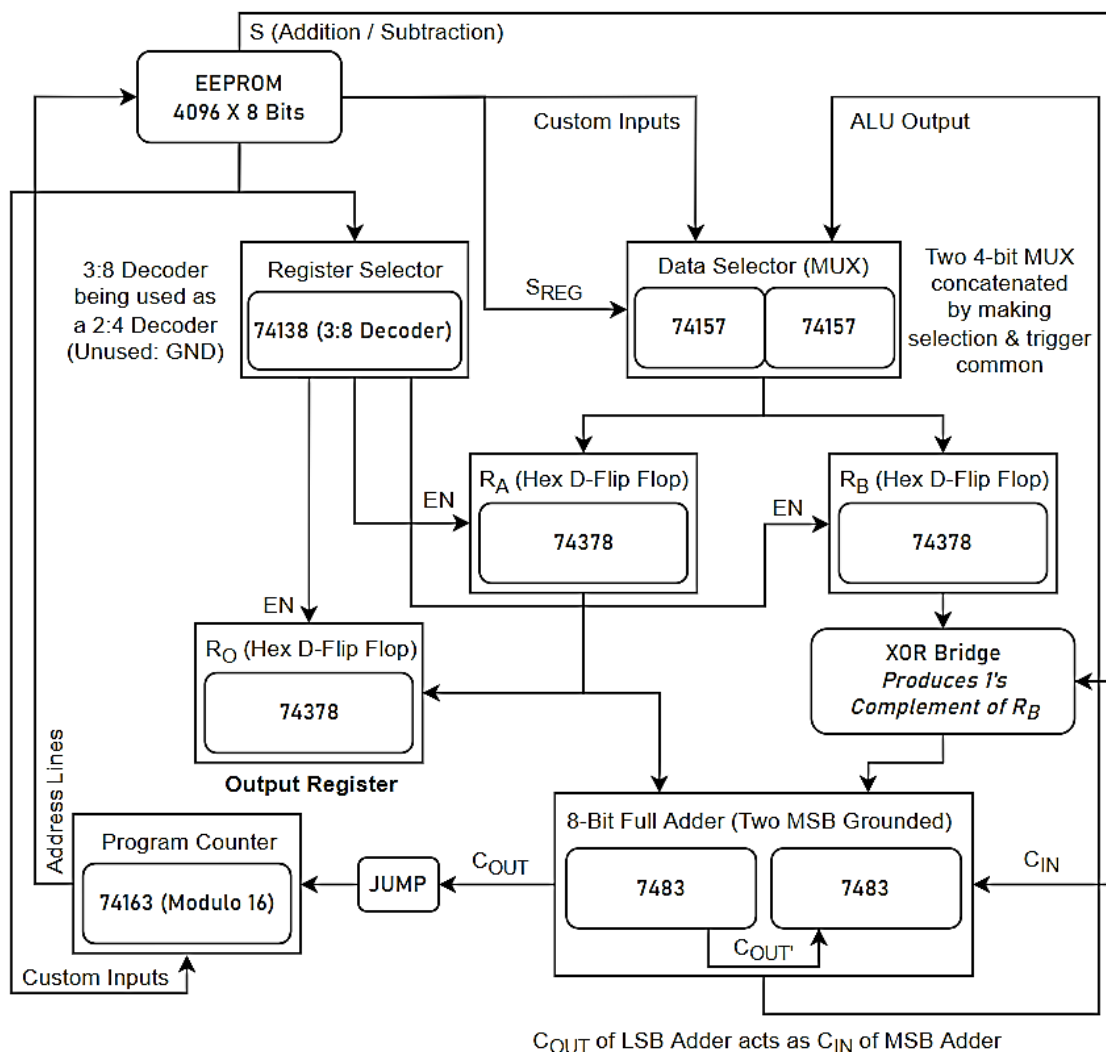 S (Addition / Subtraction)
EEPROM
4096 X 8 Bits
Custom Inputs
ALU Output
3:8 Decoder
being used as
a 2:4 Decoder
(Unused: GND)
Register Selector
74138 (3:8 Decoder)
SREG
Data Selector (MUX)
74157
74157
Two 4-bit MUX
concatenated
by making
selection & trigger
common
RA (Hex D-Flip Flop)
74378
EN
RB (Hex D-Flip Flop)
74378
EN
EN
RO (Hex D-Flip Flop)
74378
Output Register
XOR Bridge
Produces 1's
Complement of RB
Address Lines
Program Counter
74163 (Modulo 16)
Custom Inputs
JUMP
COUT
8-Bit Full Adder (Two MSB Grounded)
7483
7483
COUT'
CIN
COUT of LSB Adder acts as CIN of MSB Adder